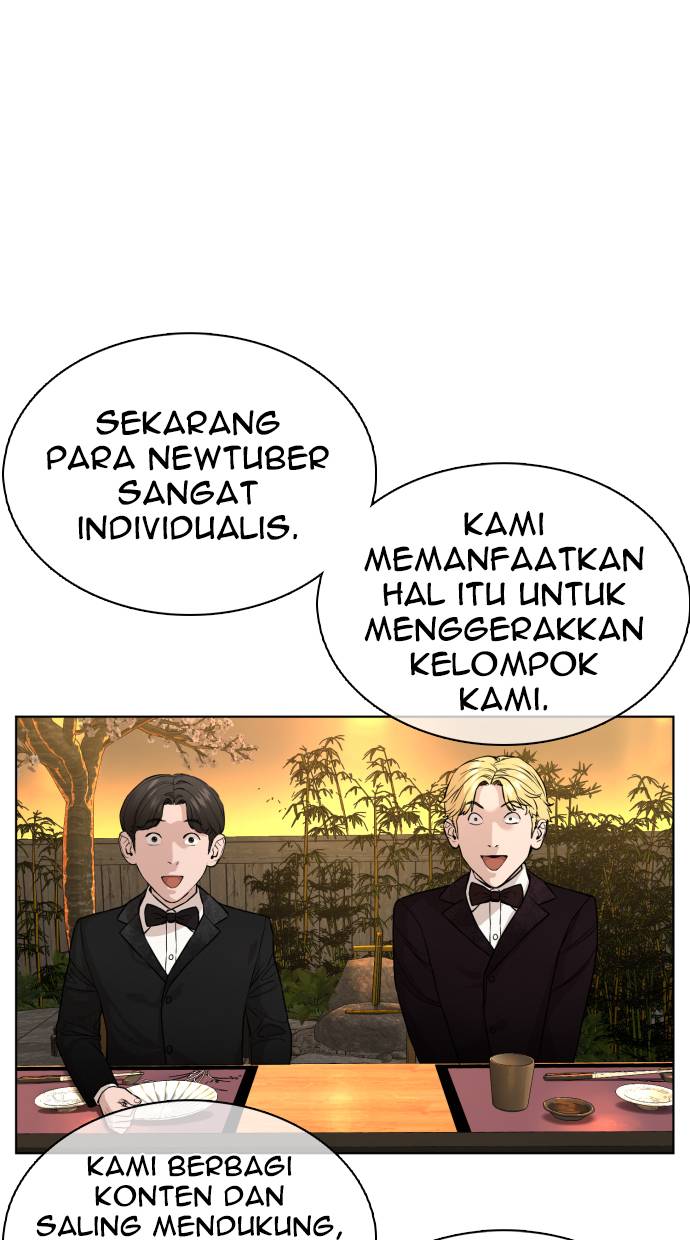 SEKARANG
PARA NEWTUBER
SANGAT
INDIVIDUALIS.
KAMI
MEMANFAATKAN
HAL ITU UNTUK
MENGGERAKKAN
KELOMPOK
KAMI.
KAMI BERBAGI
KONTEN DAN
SALING MENDUKUNG,